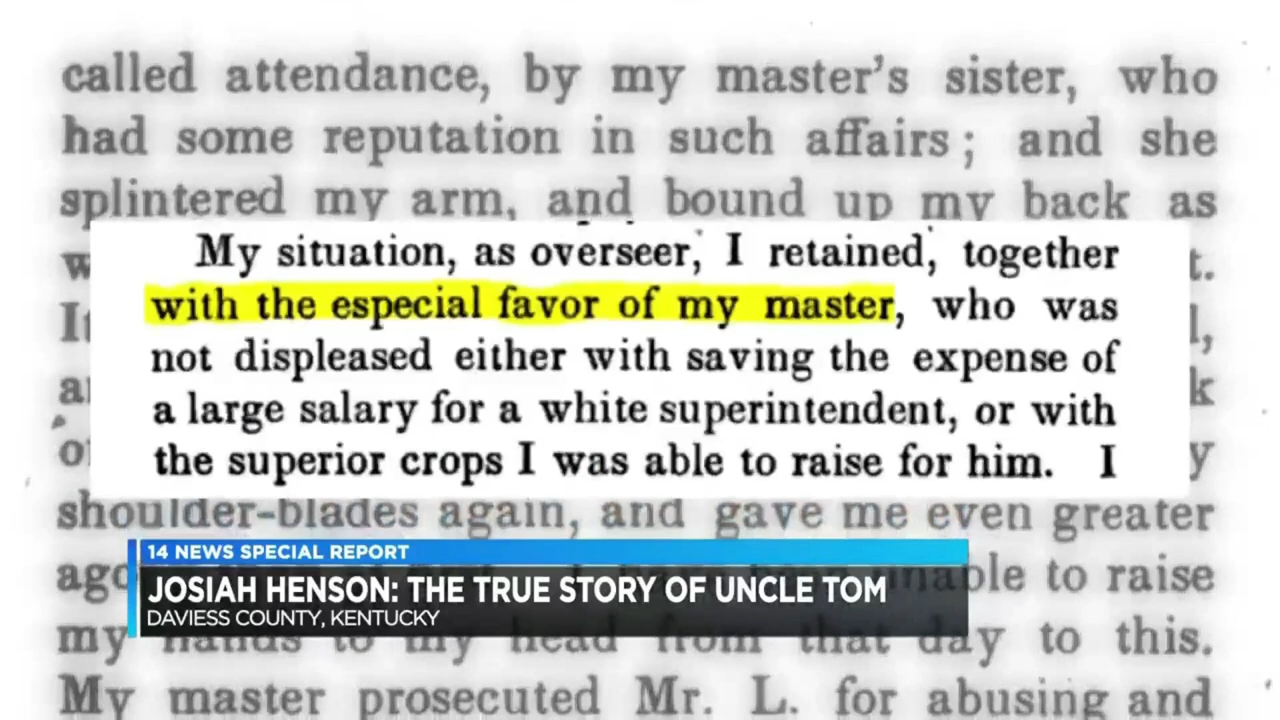 called attendance, by my master's sister, who
had some reputation in such affairs; and she
splintered my arm, and bound up my back as
My situation, as overseer, I retained, together
with the especial favor of my master, who was
not displeased either with saving the expense of
a large salary for a white superintendent, or with
the superior crops I was able to raise for him. I
shoulder-blades again, and gave me even greater
14 NEWS SPECIAL REPORT
JOSIAH HENSON: THE TRUE STORY OF UNCLE TOM
DAVIESS COUNTY, KENTUCKY
to raise
my hands to my head from that day to this.
My master prosecuted Mr. L. for abusing and